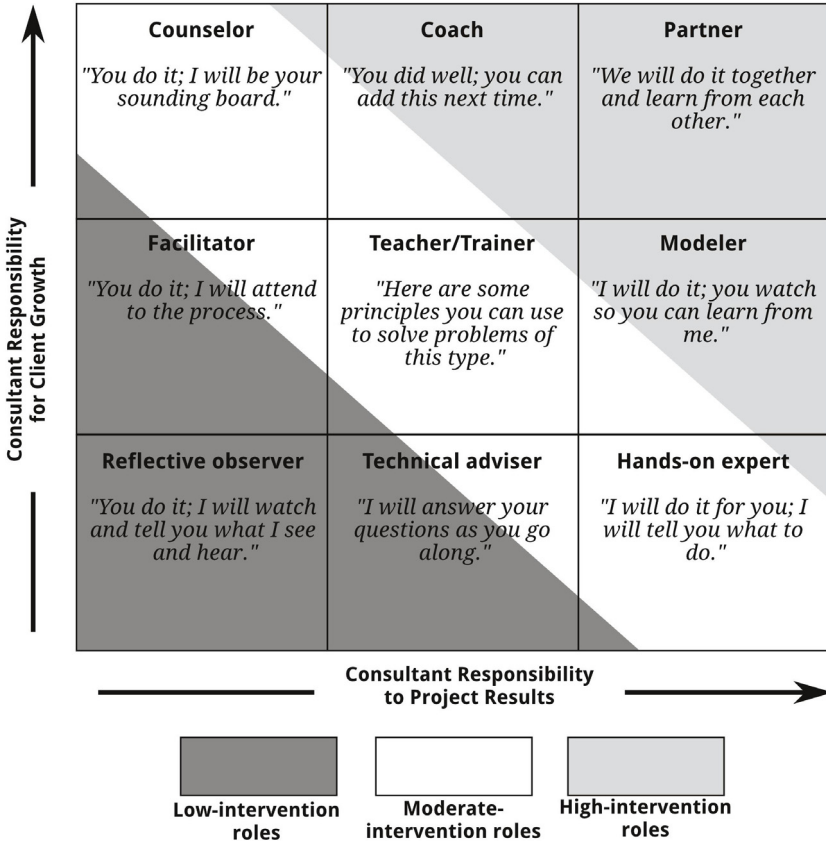 Counselor
"You do it; I will be your
sounding board."
Coach
"You did well; you can
add this next time."
Partner
"We will do it together
and learn from each
other."
Facilitator
"You do it; I will attend
to the process."
Teacher/Trainer
"Here are some
principles you can use
to solve problems of
this type."
Modeler
"I will do it; you watch
so you can learn from
me."
Reflective observer
"You do it; I will watch
and tell you what I see
and hear."
Technical adviser
"I will answer your
questions as you go
along."
Hands-on expert
"I will do it for you; I
will tell you what to
do."
Consultant Responsibility
for Client Growth
Consultant Responsibility
to Project Results
Low-intervention
roles
Moderate-
intervention roles
High-intervention
roles